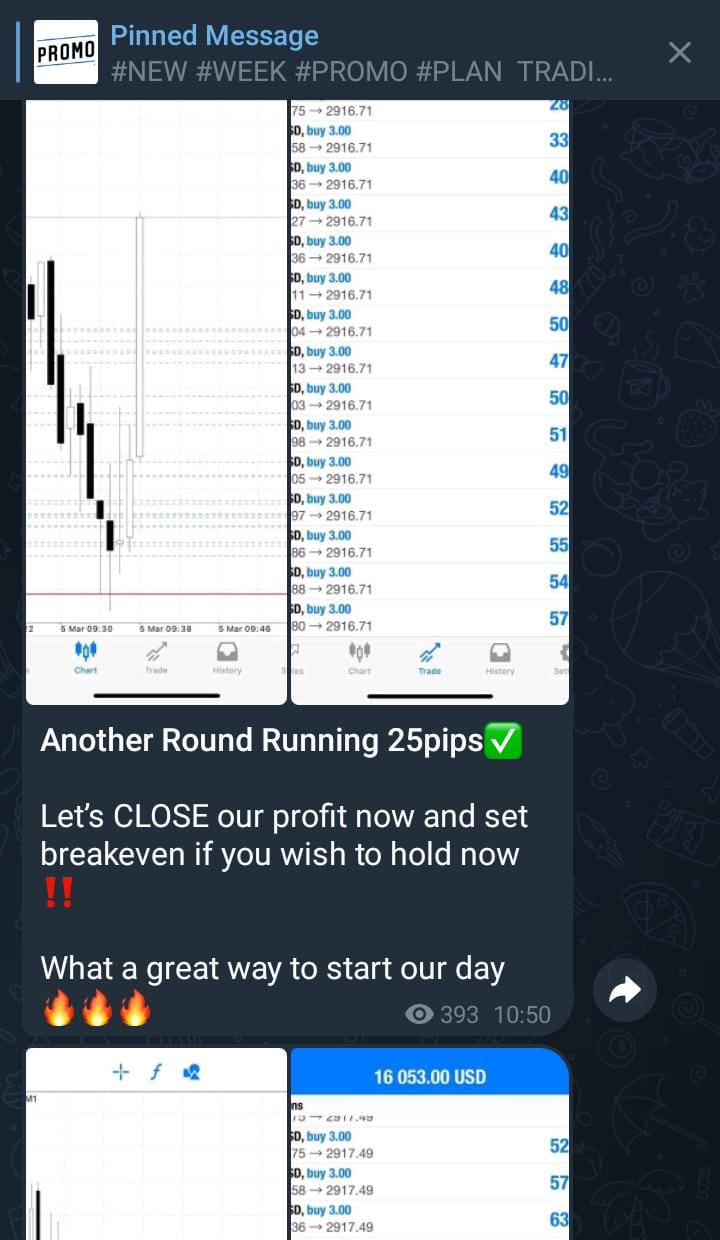 PROMO
Pinned Message
#NEW #WEEK #PROMO #PLAN TRADI...
75 → 2916.71
28
SD, buy 3.00
33
58 → 2916.71
SD, buy 3.00
40
36 → 2916.71
SD, buy 3.00
43
27 → 2916.71
SD, buy 3.00
40
36 → 2916.71
SD, buy 3.00
48
11 → 2916.71
SD, buy 3.00
50
04 → 2916.71
SD, buy 3.00
47
13 → 2916.71
SD, buy 3.00
50
03 → 2916.71
SD, buy 3.00
51
98 → 2916.71
SD, buy 3.00
49
05 → 2916.71
SD, buy 3.00
52
97 → 2916.71
SD, buy 3.00
55
86 → 2916.71
SD, buy 3.00
54
88 → 2916.71
SD, buy 3.00
57
80 → 2916.71
22 5 Mar 09:30 5 Mar 09:38 5 Mar 09:46
Chart Trade History
Chart Trade History Sett
Another Round Running 25pips✅
Let’s CLOSE our profit now and set
breakeven if you wish to hold now
‼️
What a great way to start our day
🔥🔥🔥
393 10:50
M1
16 053.00 USD
ns
75 → 2917.49
SD, buy 3.00
52
75 → 2917.49
SD, buy 3.00
57
58 → 2917.49
SD, buy 3.00
63
36 → 2917.49